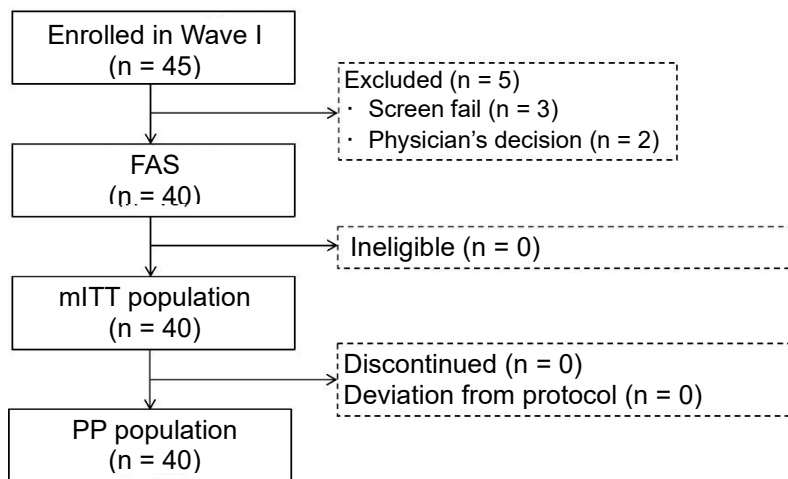 Enrolled in Wave I
(n = 45)
Excluded (n = 5)
· Screen fail (n = 3)
· Physician’s decision (n = 2)
FAS
(n = 40)
Ineligible (n = 0)
mITT population
(n = 40)
Discontinued (n = 0)
Deviation from protocol (n = 0)
PP population
(n = 40)